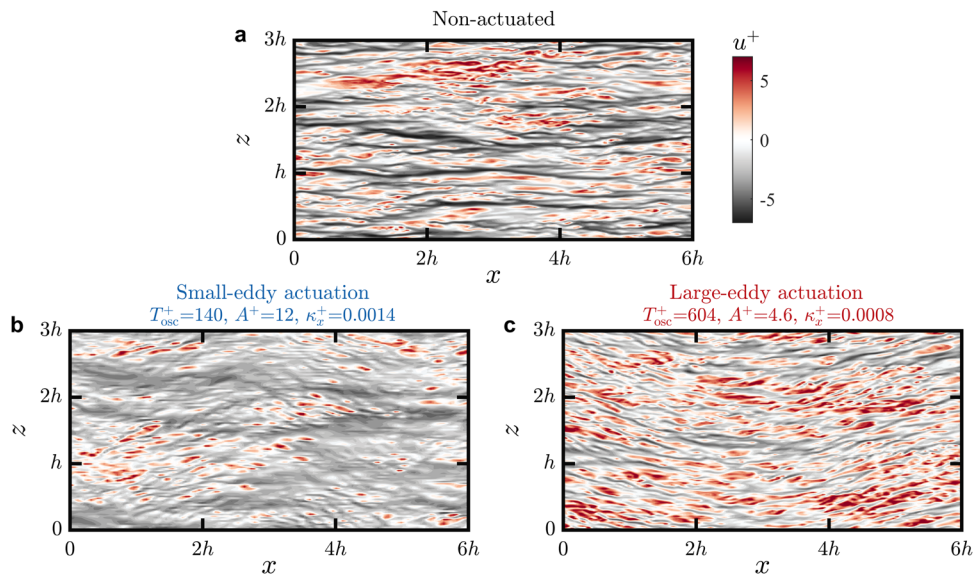 Non-actuated
a
3h
2h
h
0
z
0
2h
4h
6h
x
u⁺
5
0
-5
Small-eddy actuation
T⁺osc=140, A⁺=12, κ⁺x=0.0014
b
3h
2h
h
0
z
0
2h
4h
6h
x
Large-eddy actuation
T⁺osc=604, A⁺=4.6, κ⁺x=0.0008
c
3h
2h
h
0
z
0
2h
4h
6h
x